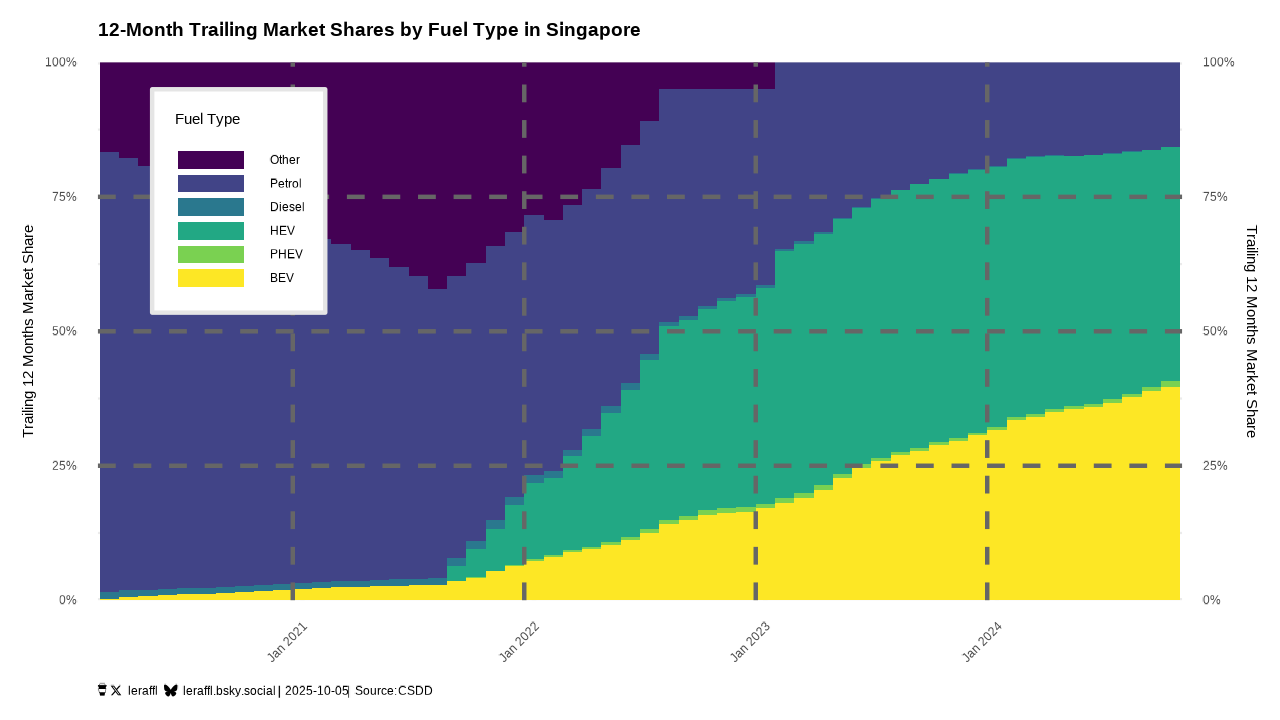 12-Month Trailing Market Shares by Fuel Type in Singapore
100%
75%
50%
25%
0%
Trailing 12 Months Market Share
Fuel Type
Other
Petrol
Diesel
HEV
PHEV
BEV
100%
75%
50%
25%
0%
Trailing 12 Months Market Share
Jan 2021
Jan 2022
Jan 2023
Jan 2024
leraffl leraffl.bsky.social | 2025-10-05| Source:CSDD